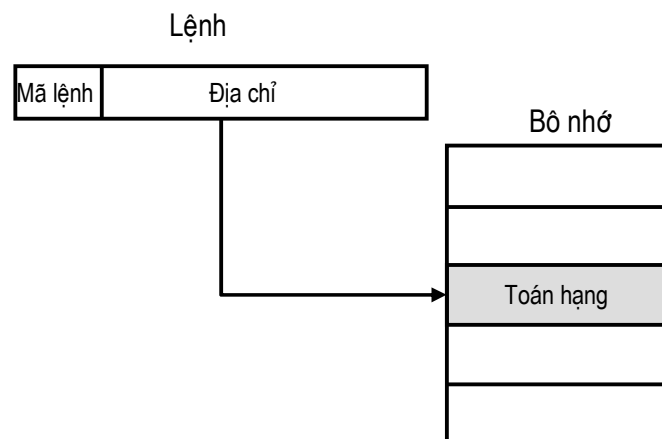 Lệnh
Mã lệnh
Địa chỉ
Bô nhớ
Toán hạng